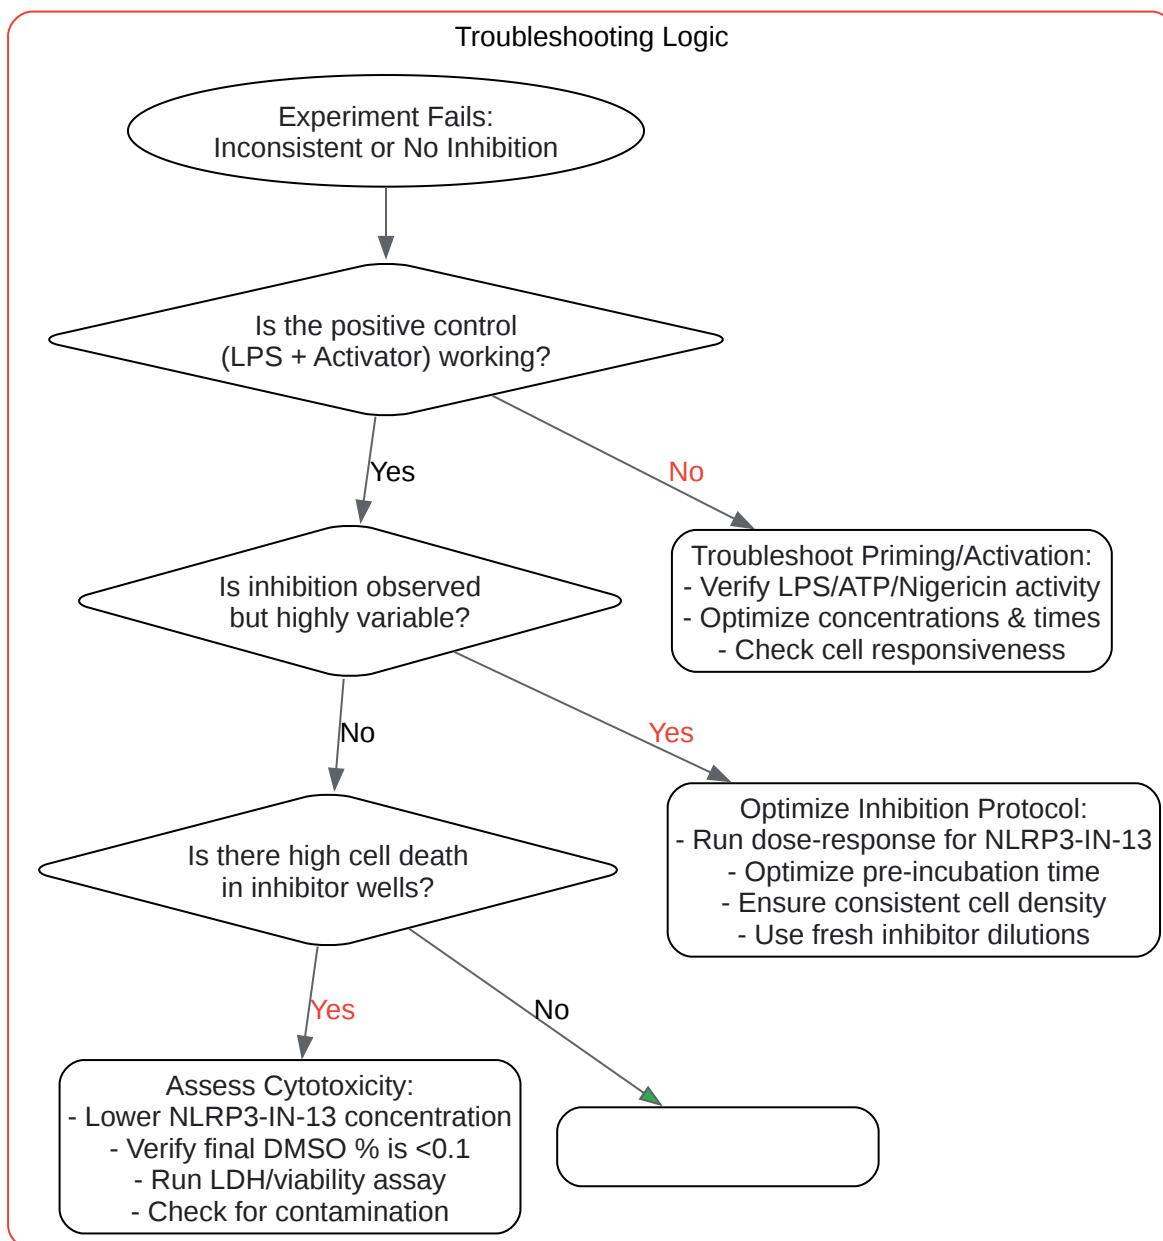 Troubleshooting Logic
Experiment Fails:
Inconsistent or No Inhibition
Is the positive control
(LPS + Activator) working?
Yes
No
Is inhibition observed
but highly variable?
Troubleshoot Priming/Activation:
- Verify LPS/ATP/Nigericin activity
- Optimize concentrations & times
- Check cell responsiveness
No
Yes
Is there high cell death
in inhibitor wells?
Optimize Inhibition Protocol:
- Run dose-response for NLRP3-IN-13
- Optimize pre-incubation time
- Ensure consistent cell density
- Use fresh inhibitor dilutions
Yes
No
Assess Cytotoxicity:
- Lower NLRP3-IN-13 concentration
- Verify final DMSO % is <0.1
- Run LDH/viability assay
- Check for contamination